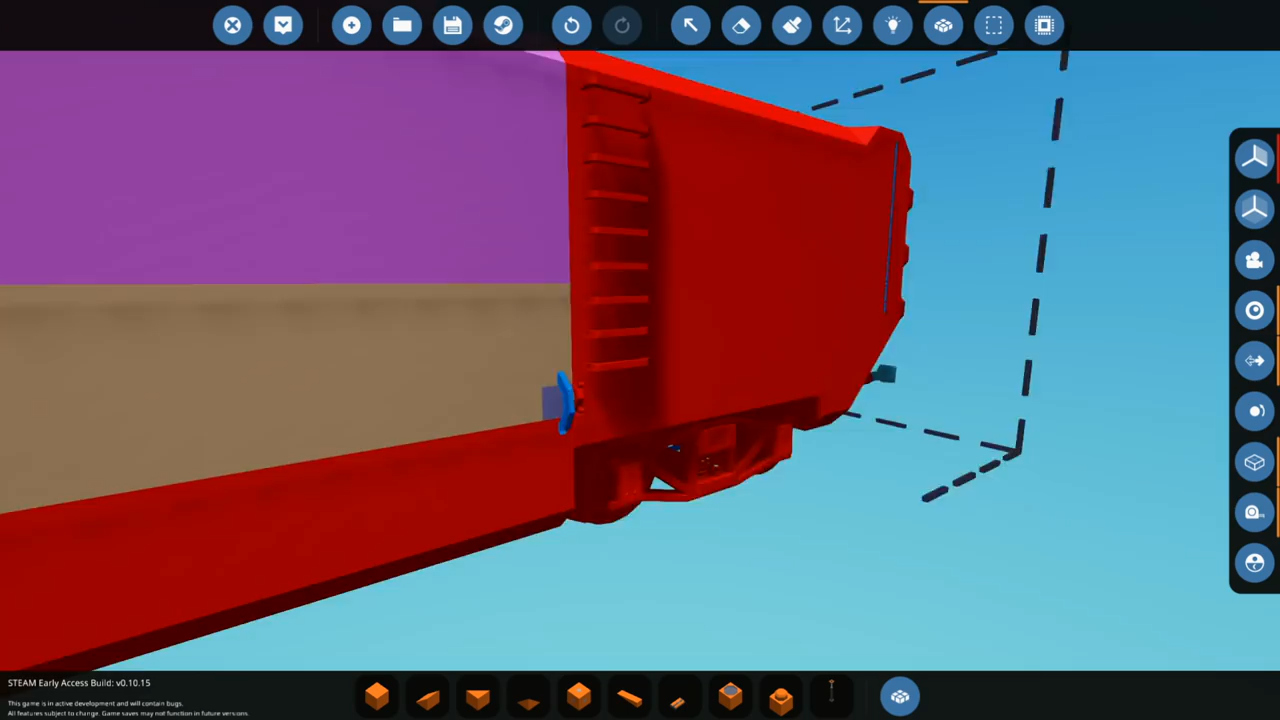 STEAM Early Access Build: v0.10.15
This game is in active development and will contain bugs.
All features subject to change. Game saves may not function in future versions.